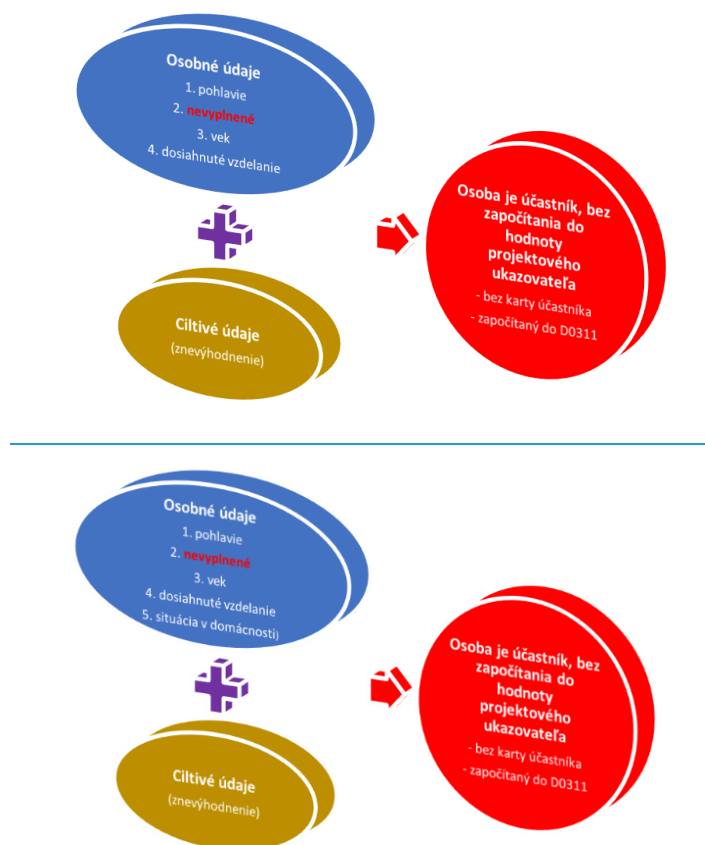 Osobné údaje
1. pohlavie
2. nevyplnené
3. vek
4. dosiahnuté vzdelanie
Ciltivé údaje
(znevýhodnenie)
Osoba je účastník, bez
započítania do
hodnoty
projektového
ukazovateľa
- bez karty účastníka
- započítaný do D0311
Osobné údaje
1. pohlavie
2. nevyplnené
3. vek
4. dosiahnuté vzdelanie
5. situácia v domácnosti)
Ciltivé údaje
(znevýhodnenie)
Osoba je účastník, bez
započítania do
hodnoty
projektového
ukazovateľa
- bez karty účastníka
- započítaný do D0311